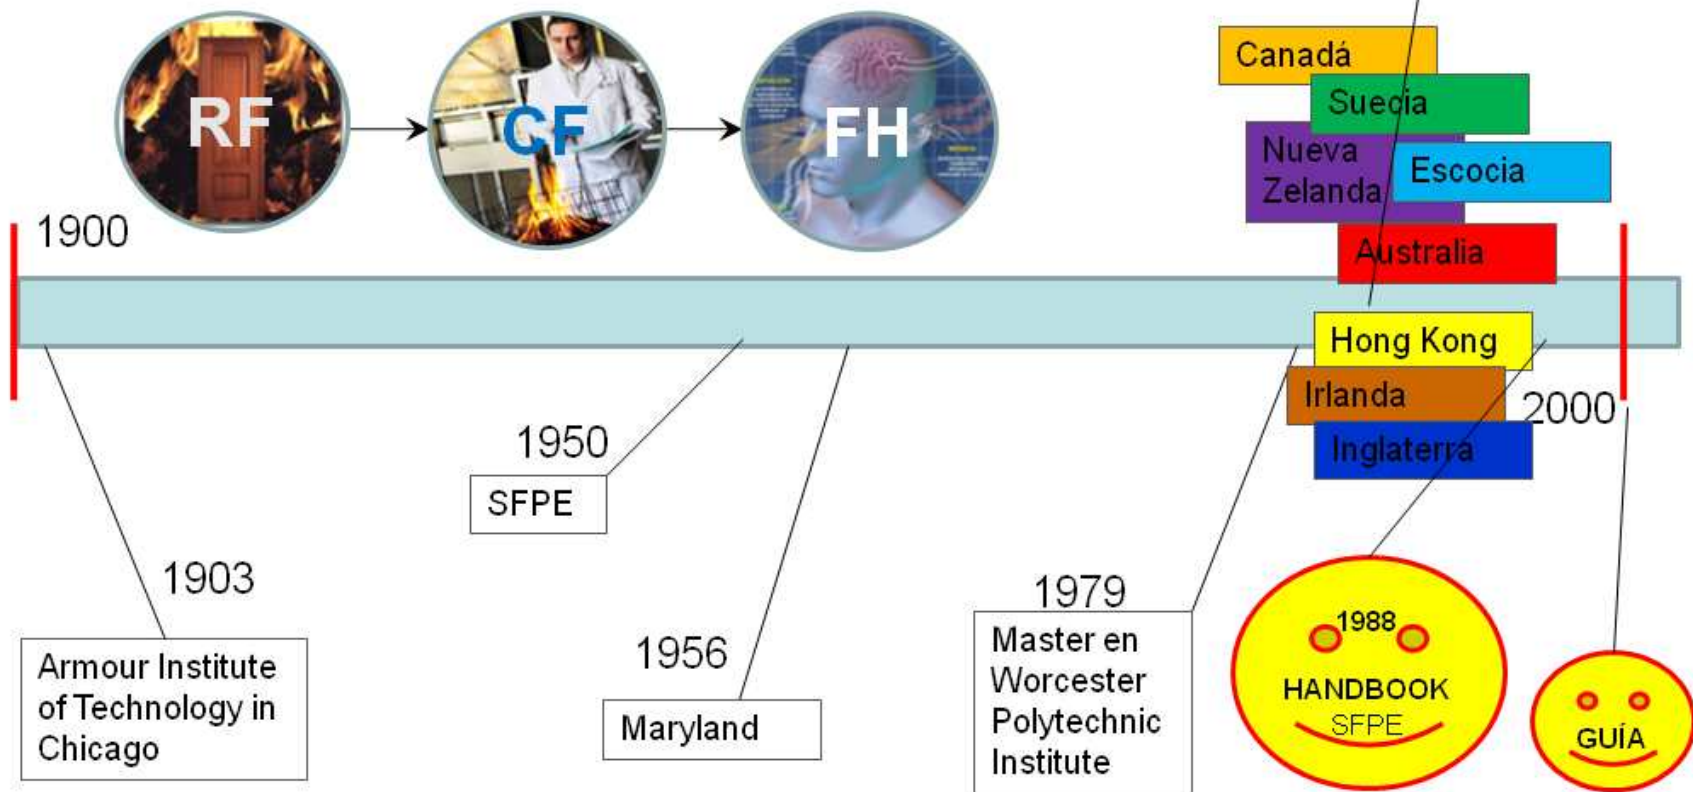 RF
CF
FH
Canadá
Suecia
Nueva
Zelanda
Escocia
Australia
1900
Hong Kong
Irlanda
Inglaterra
2000
1950
SFPE
1903
Armour Institute
of Technology in
Chicago
1956
Maryland
1979
Master en
Worcester
Polytechnic
Institute
1988
HANDBOOK
SFPE
GUÍA